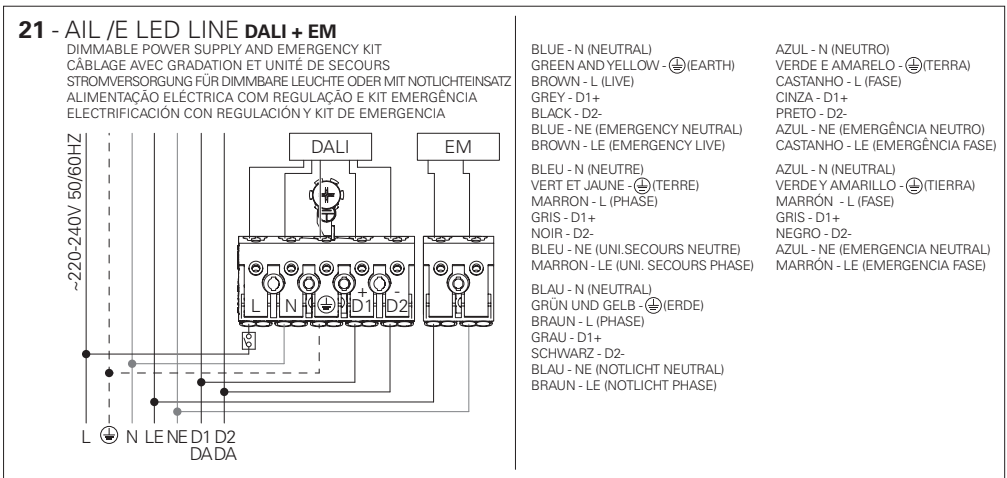 21 - AIL /E LED LINE DALI + EM
DIMMABLE POWER SUPPLY AND EMERGENCY KIT
CÂBLAGE AVEC GRADATION ET UNITÉ DE SECOURS
STROMVERSORGUNG FÜR DIMMBARE LEUCHTE ODER MIT NOTLICHTEINSATZ
ALIMENTAÇÃO ELÉCTRICA COM REGULAÇÃO E KIT EMERGÊNCIA
ELECTRIFICACIÓN CON REGULACIÓN Y KIT DE EMERGENCIA
~220-240V 50/60HZ
DALI
EM
+ -
L N D1 D2
L N LE NE D1 D2
DA DA
BLUE - N (NEUTRAL)
GREEN AND YELLOW - (EARTH)
BROWN - L (LIVE)
GREY - D1+
BLACK - D2-
BLUE - NE (EMERGENCY NEUTRAL)
BROWN - LE (EMERGENCY LIVE)
BLEU - N (NEUTRE)
VERT ET JAUNE - (TERRE)
MARRON - L (PHASE)
GRIS - D1+
NOIR - D2-
BLEU - NE (UNI.SECOURS NEUTRE)
MARRON - LE (UNI. SECOURS PHASE)
BLAU - N (NEUTRAL)
GRÜN UND GELB - (ERDE)
BRAUN - L (PHASE)
GRAU - D1+
SCHWARZ - D2-
BLAU - NE (NOTLICHT NEUTRAL)
BRAUN - LE (NOTLICHT PHASE)
AZUL - N (NEUTRO)
VERDE E AMARELO - (TERRA)
CASTANHO - L (FASE)
CINZA - D1+
PRETO - D2-
AZUL - NE (EMERGÊNCIA NEUTRO)
CASTANHO - LE (EMERGÊNCIA FASE)
AZUL - N (NEUTRAL)
VERDE Y AMARILLO - (TIERRA)
MARRÓN - L (FASE)
GRIS - D1+
NEGRO - D2-
AZUL - NE (EMERGENCIA NEUTRAL)
MARRÓN - LE (EMERGENCIA FASE)